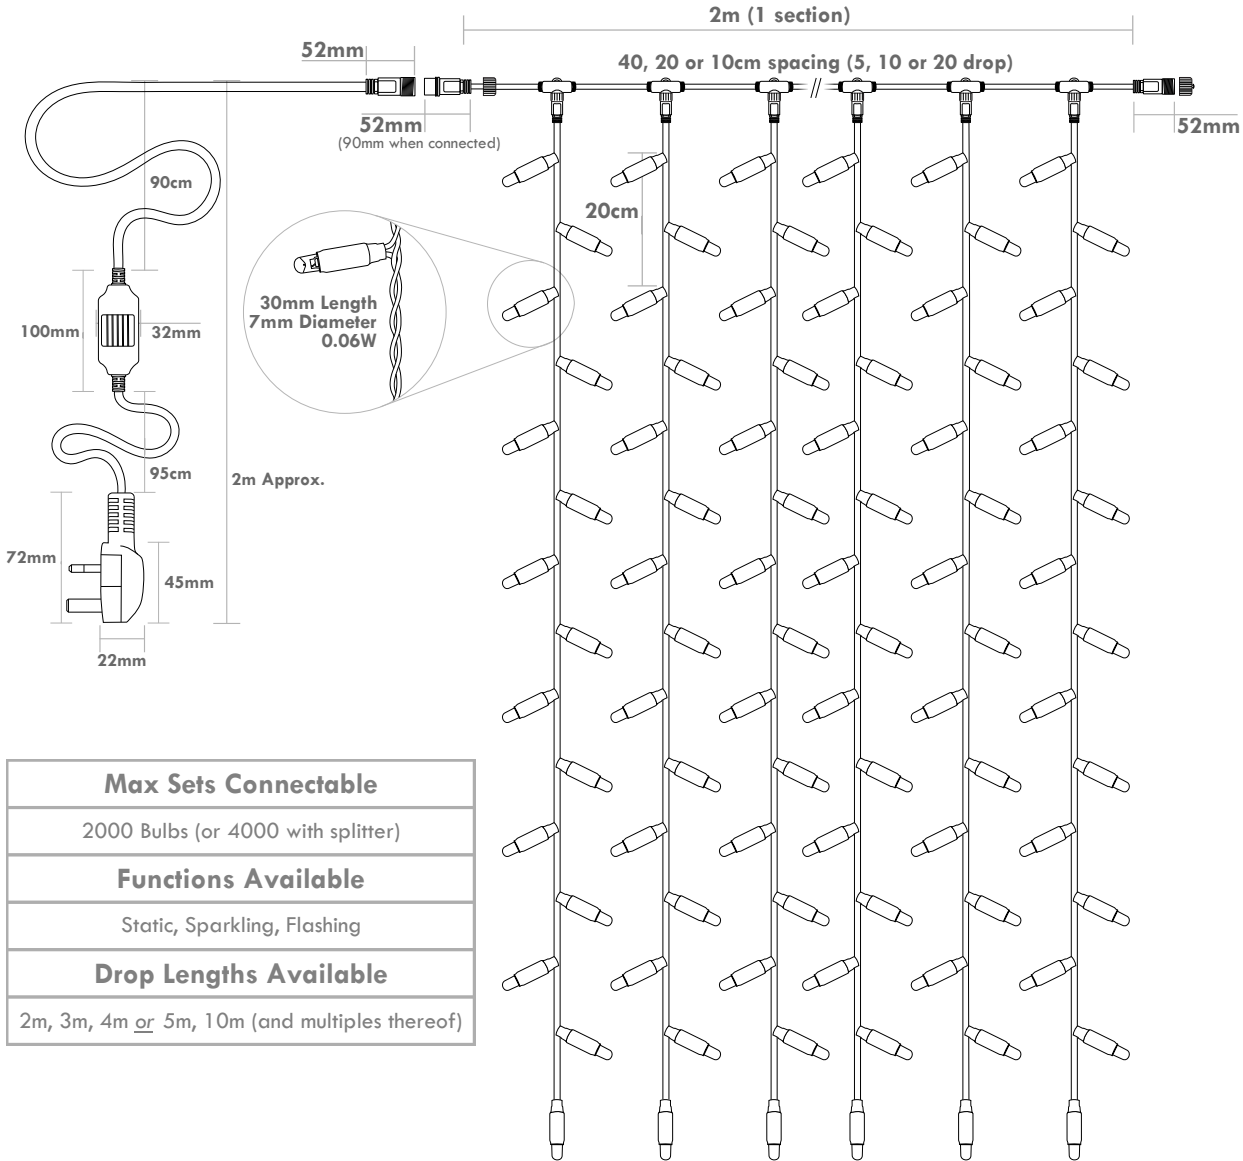 2m (1 section)
52mm
40, 20 or 10cm spacing (5, 10 or 20 drop)
52mm
(90mm when connected)
52mm
90cm
20cm
30mm Length
7mm Diameter
0.06W
100mm
32mm
95cm
2m Approx.
72mm
45mm
22mm
Max Sets Connectable
2000 Bulbs (or 4000 with splitter)
Functions Available
Static, Sparkling, Flashing
Drop Lengths Available
2m, 3m, 4m or 5m, 10m (and multiples thereof)